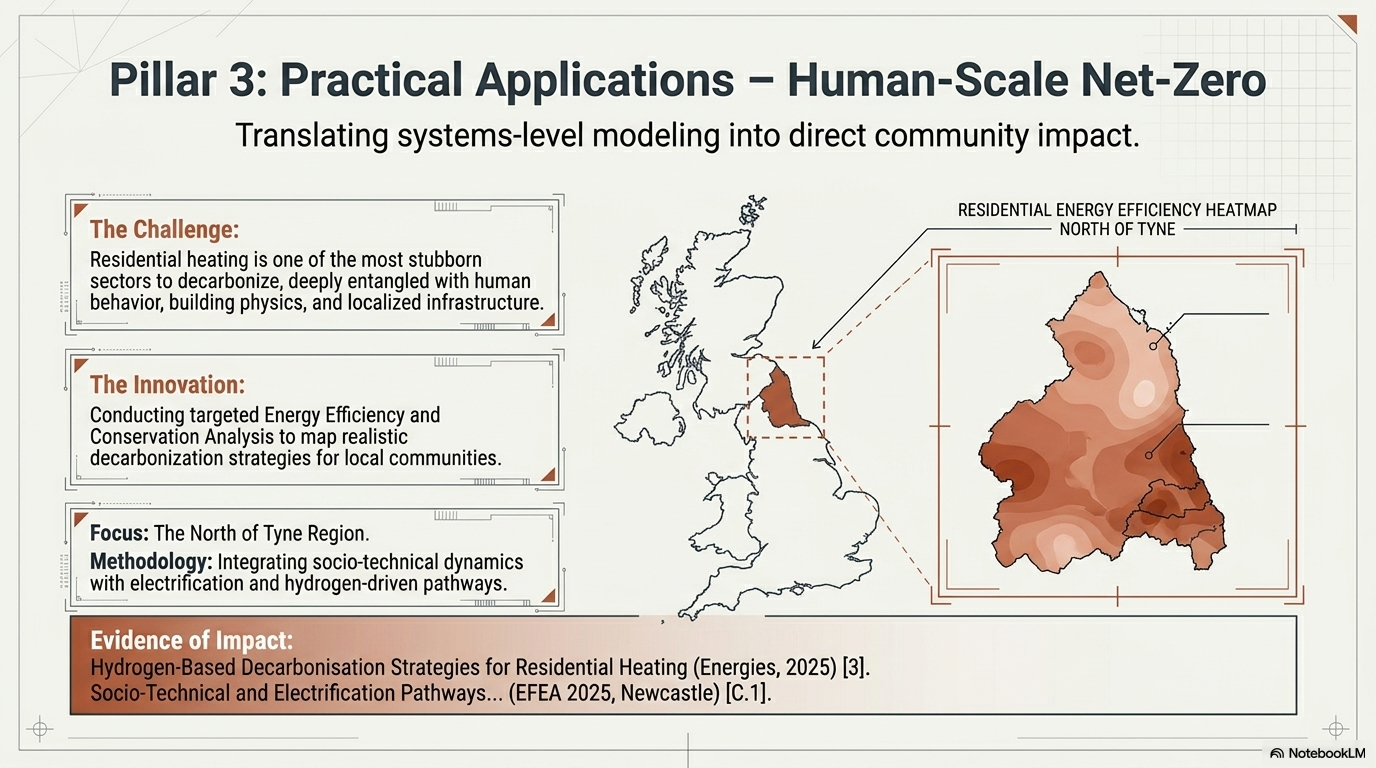 Pillar 3: Practical Applications – Human-Scale Net-Zero
Translating systems-level modeling into direct community impact.
The Challenge:
Residential heating is one of the most stubborn
sectors to decarbonize, deeply entangled with human
behavior, building physics, and localized infrastructure.
The Innovation:
Conducting targeted Energy Efficiency and
Conservation Analysis to map realistic
decarbonization strategies for local communities.
Focus: The North of Tyne Region.
Methodology: Integrating socio-technical dynamics
with electrification and hydrogen-driven pathways.
RESIDENTIAL ENERGY EFFICIENCY HEATMAP
NORTH OF TYNE
Evidence of Impact:
Hydrogen-Based Decarbonisation Strategies for Residential Heating (Energies, 2025) [3].
Socio-Technical and Electrification Pathways... (EFEA 2025, Newcastle) [C.1].
NotebookLM